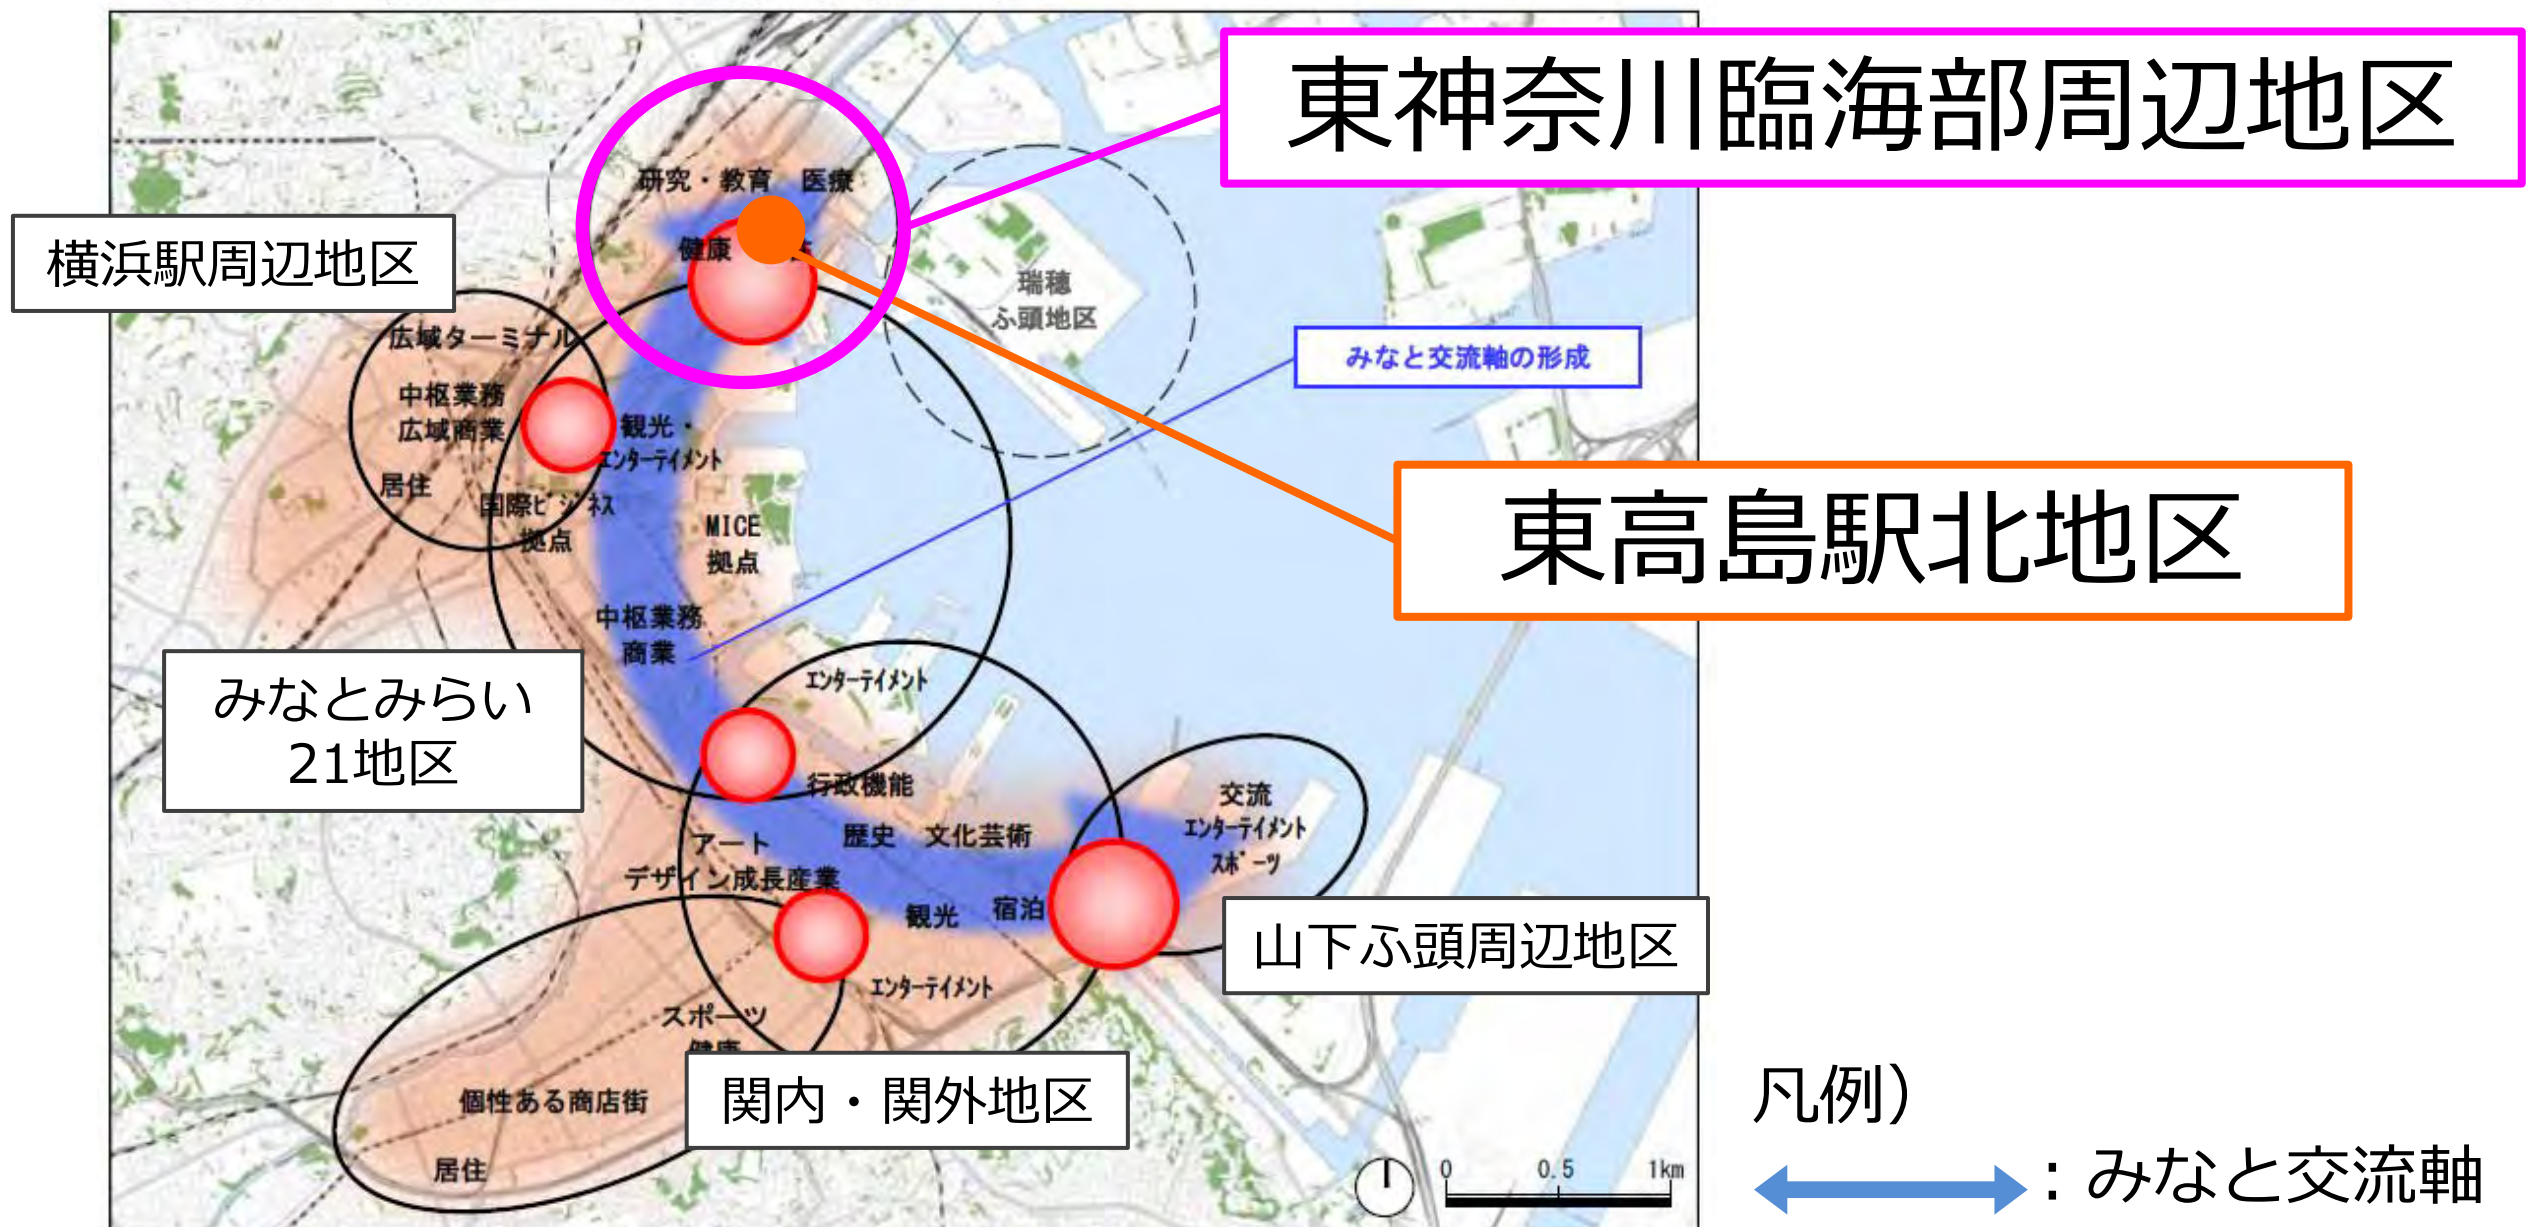 東神奈川臨海部周辺地区
研究・教育 医療
健康
横浜駅周辺地区
瑞穂
ふ頭地区
広域ターミナル
みなと交流軸の形成
中枢業務
広域商業
観光・
ｴﾝﾀｰﾃｲﾒﾝﾄ
居住
国際ﾋﾞｼﾞﾈｽ
拠点
MICE
拠点
東高島駅北地区
中枢業務
商業
みなとみらい
21地区
ｴﾝﾀｰﾃｲﾒﾝﾄ
行政機能
交流
ｴﾝﾀｰﾃｲﾒﾝﾄ
ｽﾎﾟｰﾂ
アート
歴史 文化芸術
デザイン成長産業
観光 宿泊
山下ふ頭周辺地区
ｴﾝﾀｰﾃｲﾒﾝﾄ
スポーツ
健康
関内・関外地区
個性ある商店街
居住
0 0.5 1km
凡例）
：みなと交流軸